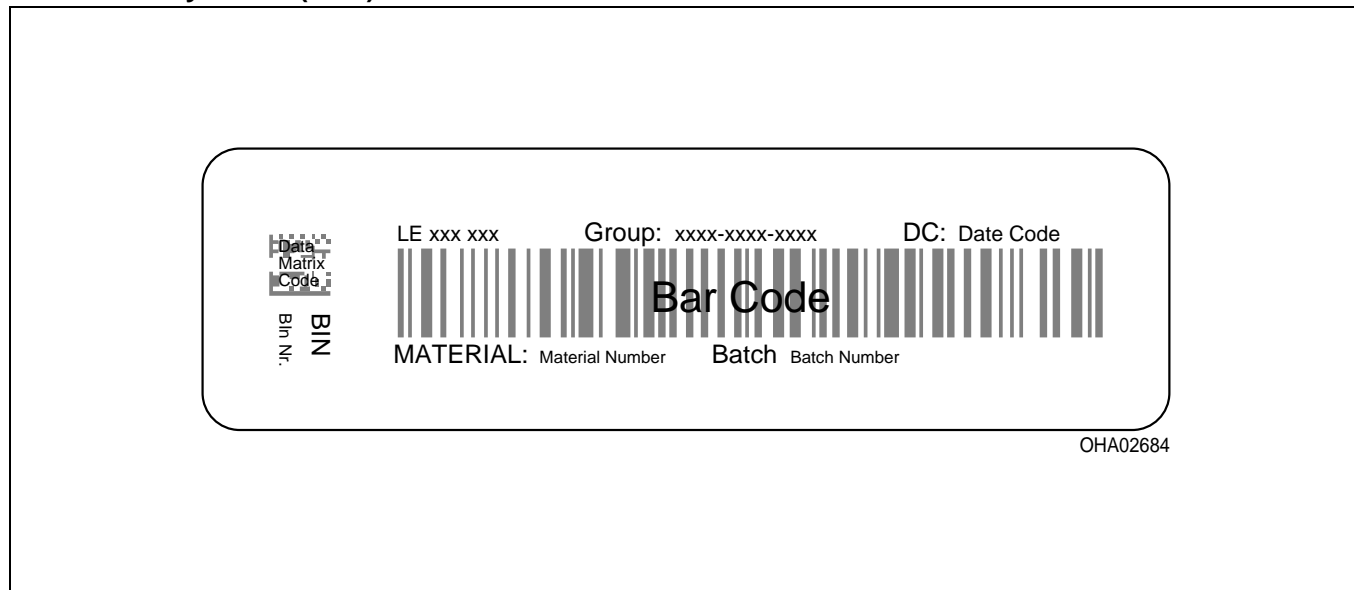 LE xxx xxx Group: xxxx-xxxx-xxxx DC: Date Code
Data
Matrix
Code
Bar Code
BIN
BIn Nr.
MATERIAL: Material Number Batch Batch Number
OHA02684